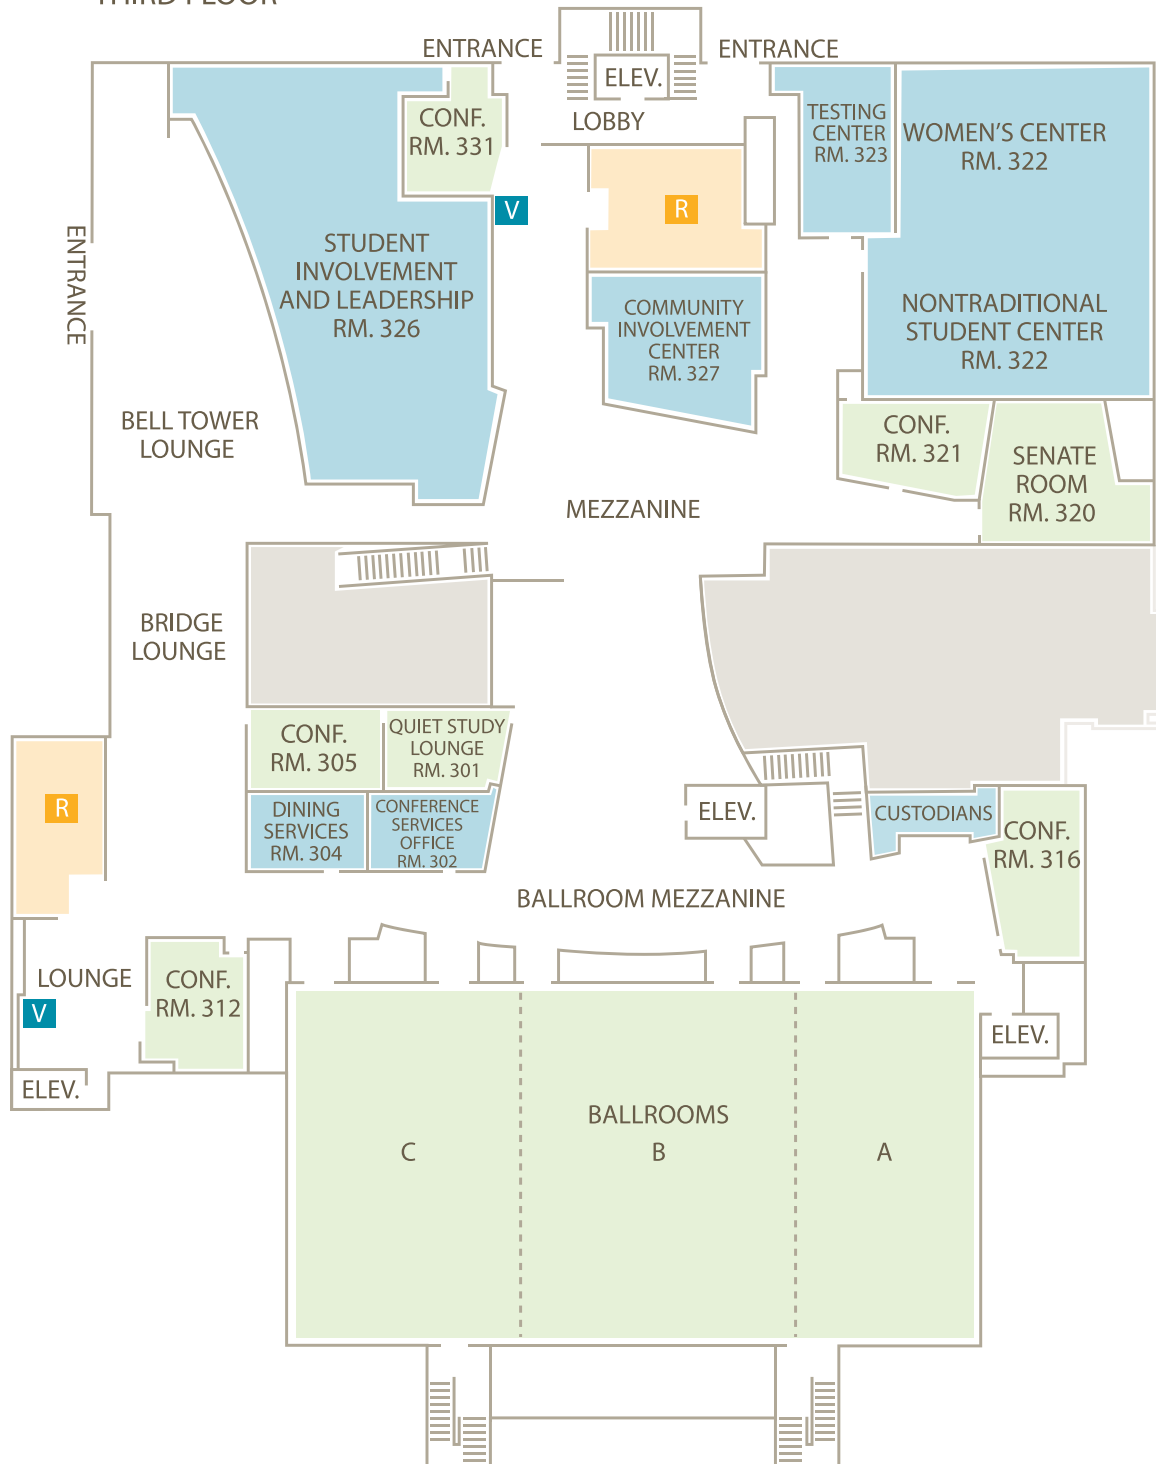 THIRD FLOOR
ENTRANCE
ENTRANCE
ELEV.
LOBBY
CONF.
RM. 331
TESTING
CENTER
RM. 323
WOMEN'S CENTER
RM. 322
V
R
ENTRANCE
STUDENT
INVOLVEMENT
AND LEADERSHIP
RM. 326
COMMUNITY
INVOLVEMENT
CENTER
RM. 327
NONTRADITIONAL
STUDENT CENTER
RM. 322
BELL TOWER
LOUNGE
CONF.
RM. 321
SENATE
ROOM
RM. 320
MEZZANINE
BRIDGE
LOUNGE
CONF.
RM. 305
QUIET STUDY
LOUNGE
RM. 301
R
DINING
SERVICES
RM. 304
CONFERENCE
SERVICES
OFFICE
RM. 302
ELEV.
CUSTODIANS
CONF.
RM. 316
BALLROOM MEZZANINE
LOUNGE
V
CONF.
RM. 312
ELEV.
ELEV.
BALLROOMS
C
B
A